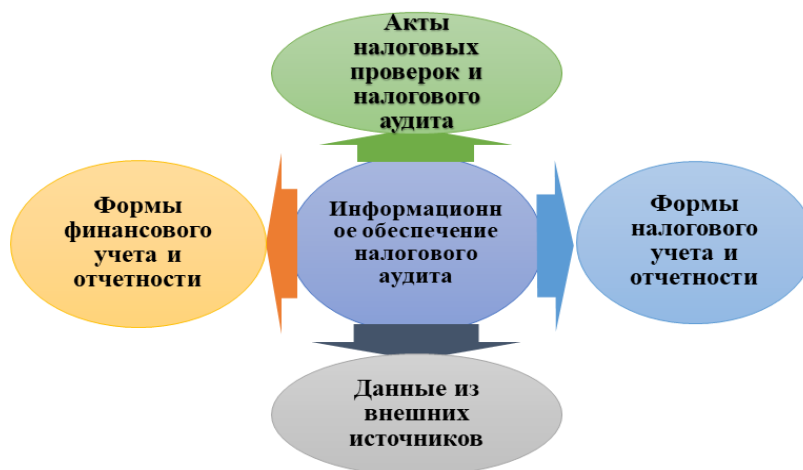 Акты
налоговых
проверок и
налогового
аудита
Формы
финансового
учета и
отчетности
Информационн
ое обеспечение
налогового
аудита
Формы
налогового
учета и
отчетности
Данные из
внешних
источников